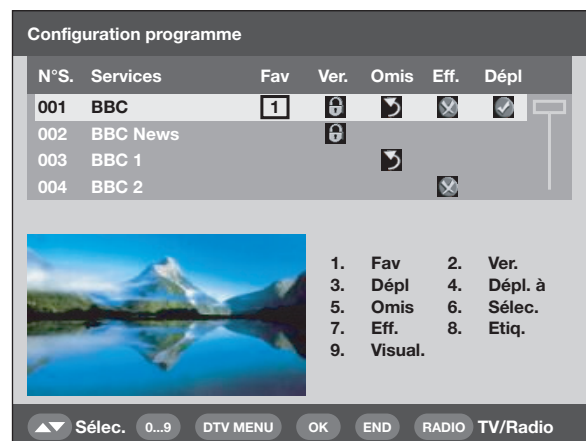 Configuration programme
N°S. Services Fav Ver. Omis Eff. Dépl
001 BBC 1
002 BBC News
003 BBC 1
004 BBC 2
1. Fav 2. Ver.
3. Dépl 4. Dépl. à
5. Omis 6. Sélec.
7. Eff. 8. Etiq.
9. Visual.
Sélec. 0...9 DTV MENU OK END RADIO TV/Radio